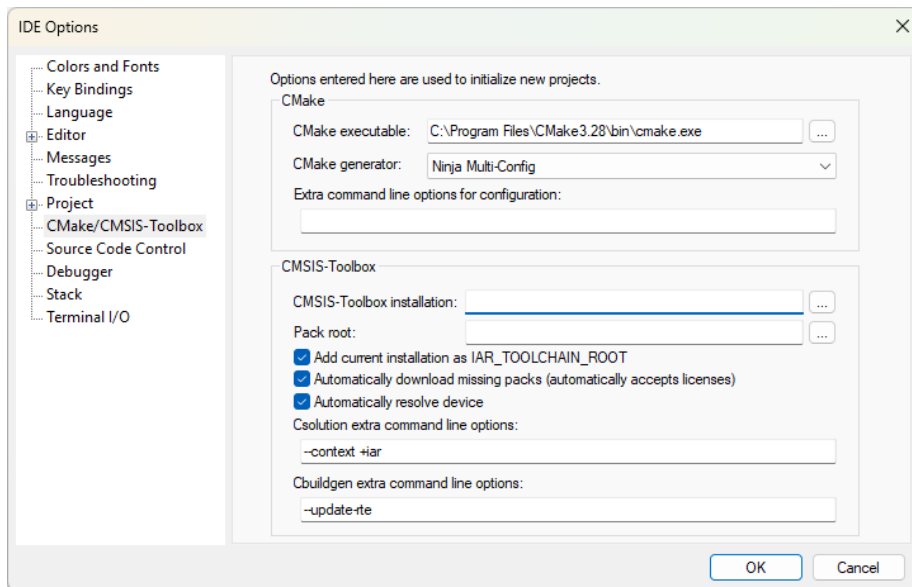 IDE Options
Colors and Fonts
Key Bindings
Language
Editor
Messages
Troubleshooting
Project
CMake/CMSIS-Toolbox
Source Code Control
Debugger
Stack
Terminal I/O
Options entered here are used to initialize new projects.
CMake
CMake executable: C:\Program Files\CMake3.28\bin\cmake.exe ...
CMake generator: Ninja Multi-Config
Extra command line options for configuration:
CMSIS-Toolbox
CMSIS-Toolbox installation: ...
Pack root: ...
Add current installation as IAR_TOOLCHAIN_ROOT
Automatically download missing packs (automatically accepts licenses)
Automatically resolve device
Csolution extra command line options:
--context +iar
Cbuildgen extra command line options:
--update-rte
OK Cancel